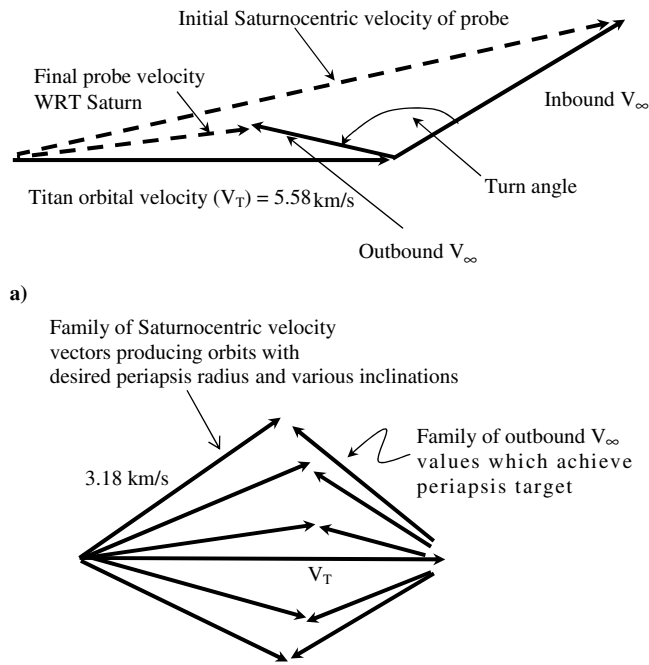 Initial Saturnocentric velocity of probe
Final probe velocity
WRT Saturn
Inbound V∞
Turn angle
Titan orbital velocity (VT) = 5.58 km/s
Outbound V∞
a)
Family of Saturnocentric velocity
vectors producing orbits with
desired periapsis radius and various inclinations
Family of outbound V∞
values which achieve
periapsis target
3.18 km/s
VT